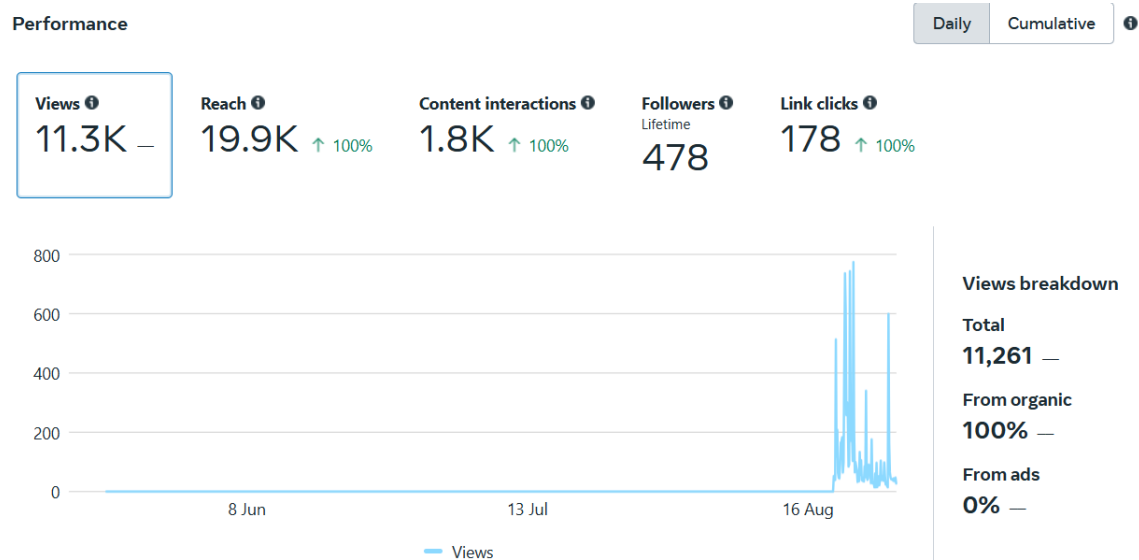 Performance
Daily Cumulative
Views Reach Content interactions Followers Link clicks
Lifetime
11.3K — 19.9K ↑ 100% 1.8K ↑ 100% 478 178 ↑ 100%
800
600
400
200
0
8 Jun 13 Jul 16 Aug
Views
Views breakdown
Total
11,261 —
From organic
100% —
From ads
0% —